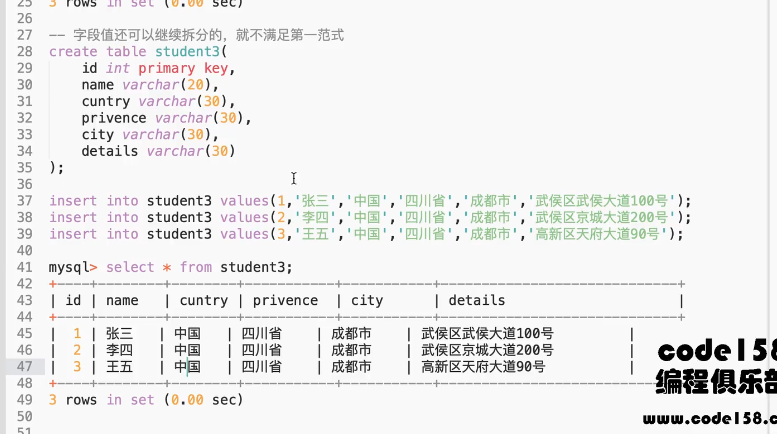 25 3 rows in set (0.00 sec)
26
27 -- 字段值还可以继续拆分的，就不满足第一范式
28 create table student3(
29     id int primary key,
30     name varchar(20),
31     cuntry varchar(30),
32     privence varchar(30),
33     city varchar(30),
34     details varchar(30)
35 );
36
37 insert into student3 values(1,'张三','中国','四川省','成都市','武侯区武侯大道100号');
38 insert into student3 values(2,'李四','中国','四川省','成都市','武侯区京城大道200号');
39 insert into student3 values(3,'王五','中国','四川省','成都市','高新区天府大道90号');
40
41 mysql> select * from student3;
42 +----+--------+--------+-----------+-----------+--------------------------------+
43 | id | name   | cuntry | privence  | city      | details                        |
44 +----+--------+--------+-----------+-----------+--------------------------------+
45 |  1 | 张三   | 中国   | 四川省    | 成都市    | 武侯区武侯大道100号          |
46 |  2 | 李四   | 中国   | 四川省    | 成都市    | 武侯区京城大道200号          |
47 |  3 | 王五   | 中国   | 四川省    | 成都市    | 高新区天府大道90号           |
48 +----+--------+--------+-----------+-----------+--------------------------------+
49 3 rows in set (0.00 sec)
50
51
code158
编程俱乐部
www.code158.com